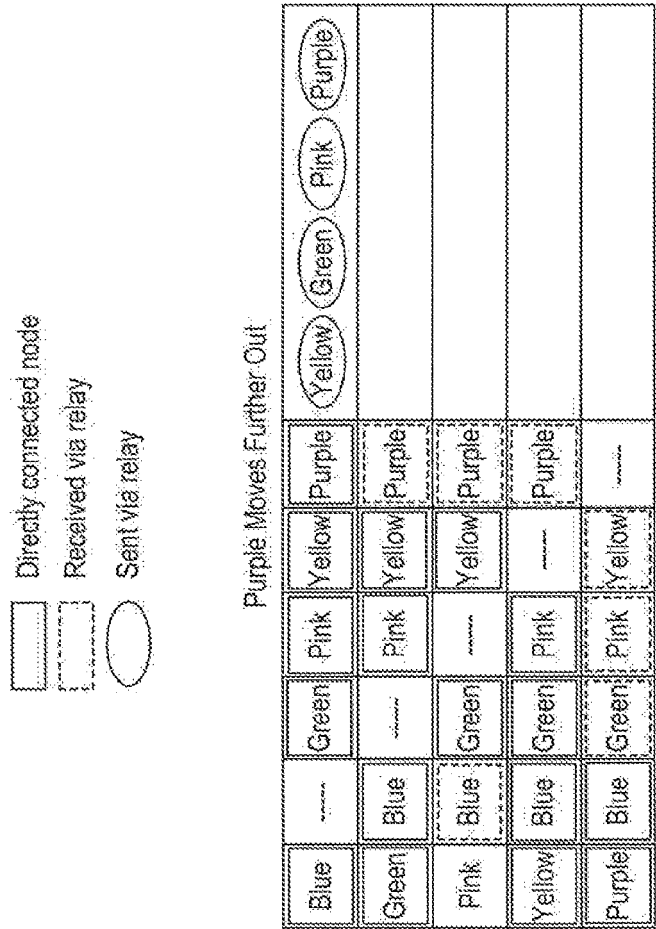 Directly connected node
Received via relay
Sent via relay
Purple Moves Further Out
Blue ---- Green Pink Yellow Purple Yellow Green Pink Purple
Green Blue ---- Pink Yellow Purple
Pink Blue Green ---- Yellow Purple
Yellow Blue Green Pink ---- Purple
Purple Blue Green Pink Yellow ----